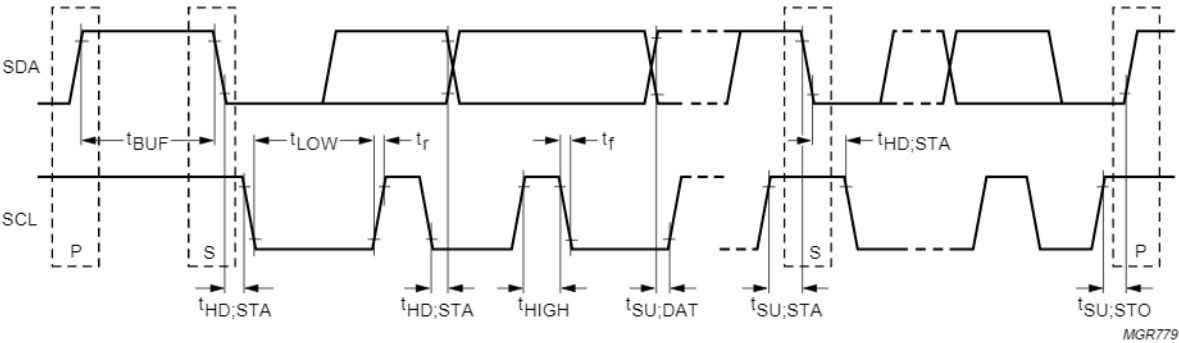 SDA
tBUF tLOW tr tf tHD;STA
SCL
P S S P
tHD;STA tHD;STA tHIGH tSU;DAT tSU;STA tSU;STO
MGR779